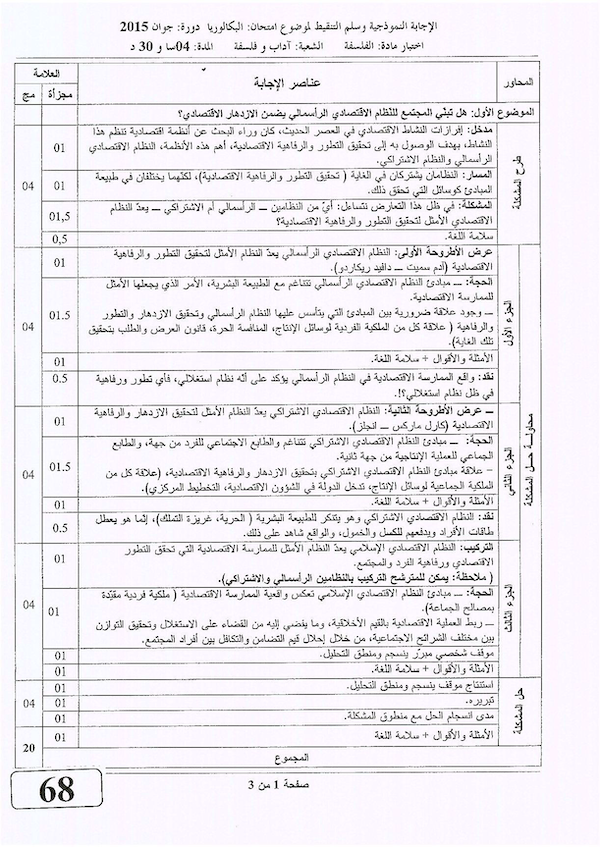 الإجابة النموذجية وسلم التنقيط لموضوع امتحان: البكالوريا دورة: جوان 2015
اختبار مادة: الفلسفة الشعبة: آداب و فلسفة المدة: 04سا و 30 د
المحاور
عناصر الإجابة
العلامة
مجزأة
مج
الموضوع الأول: هل تبنّي المجتمع للنظام الاقتصادي الرأسمالي يضمن الازدهار الاقتصادي؟
طرح المشكلة
مدخل: إفرازات النشاط الاقتصادي في العصر الحديث، كان وراء البحث عن أنظمة اقتصادية تنظم هذا
النشاط، بهدف الوصول به إلى تحقيق التطور والرفاهية الاقتصادية، أهم هذه الأنظمة، النظام الاقتصادي
الرأسمالي والنظام الاشتراكي.
01
المسار: النظامان يشتركان في الغاية ( تحقيق التطور والرفاهية الاقتصادية)، لكنّهما يختلفان في طبيعة
المبادئ كوسائل التي تحقق ذلك.
01
04
المشكلة: في ظل هذا التعارض نتساءل: أيّ من النظامين ــ الرأسمالي أم الاشتراكي ــ يعدّ النظام
الاقتصادي الأمثل لتحقيق التطور والرفاهية الاقتصادية؟
01,5
سلامة اللغة.
0,5
محاولة حل المشكلة
الجزء الأول
عرض الأطروحة الأولى: النظام الاقتصادي الرأسمالي يعدّ النظام الأمثل لتحقيق التطور والرفاهية
الاقتصادية (آدم سميث ــ دافيد ريكاردو).
01
الحجة: ــ مبادئ النظام الاقتصادي الرأسمالي تتناغم مع الطبيعة البشرية، الأمر الذي يجعلها الأمثل
للممارسة الاقتصادية.
ــ وجود علاقة ضرورية بين المبادئ التي يتأسس عليها النظام الرأسمالي وتحقيق الازدهار والتطور
والرفاهية ( علاقة كل من الملكية الفردية لوسائل الإنتاج، المنافسة الحرة، قانون العرض والطلب بتحقيق
تلك الغاية).
01.5
04
الأمثلة والأقوال + سلامة اللغة.
01
نقد: واقع الممارسة الاقتصادية في النظام الرأسمالي يؤكد على أنّه نظام استغلالي، فأي تطور ورفاهية
في ظل نظام استغلالي؟!.
0.5
الجزء الثاني
ــ عرض الأطروحة الثانية: النظام الاقتصادي الاشتراكي يعدّ النظام الأمثل لتحقيق الازدهار والرفاهية
الاقتصادية (كارل ماركس ــ انجلز).
01
الحجة: ــ مبادئ النظام الاقتصادي الاشتراكي تتناغم والطابع الاجتماعي للفرد من جهة، والطابع
الجماعي للعملية الإنتاجية من جهة ثانية.
- علاقة مبادئ النظام الاقتصادي الاشتراكي بتحقيق الازدهار والرفاهية الاقتصادية، (علاقة كل من
الملكية الجماعية لوسائل الإنتاج، تدخل الدولة في الشؤون الاقتصادية، التخطيط المركزي).
01.5
04
الأمثلة والأقوال + سلامة اللغة.
01
نقد: النظام الاقتصادي الاشتراكي وهو يتنكر للطبيعة البشرية ( الحرية، غريزة التملك)، إنّما هو يعطل
طاقات الأفراد ويدفعهم للكسل والخمول، والواقع شاهد على ذلك.
0.5
الجزء الثالث
التركيب: النظام الاقتصادي الإسلامي يعدّ النظام الأمثل للممارسة الاقتصادية التي تحقق التطور
الاقتصادي ورفاهية الفرد والمجتمع.
( ملاحظة: يمكن للمترشح التركيب بالنظامين الرأسمالي والاشتراكي).
01
الحجة: ــ مبادئ النظام الاقتصادي الإسلامي تعكس واقعية الممارسة الاقتصادية ( ملكية فردية مقيّدة
بمصالح الجماعة).
ــ ربط العملية الاقتصادية بالقيم الأخلاقية، وما يفضي إليه من القضاء على الاستغلال وتحقيق التوازن
بين مختلف الشرائح الاجتماعية، من خلال إحلال قيم التضامن والتكافل بين أفراد المجتمع.
01
04
موقف شخصي مبرّر ينسجم ومنطق التحليل.
01
الأمثلة والأقوال + سلامة اللغة.
01
حل المشكلة
استنتاج موقف ينسجم ومنطق التحليل.
01
تبريره.
01
04
مدى انسجام الحل مع منطوق المشكلة.
01
الأمثلة والأقوال + سلامة اللغة
01
المجموع
20
صفحة 1 من 3
68